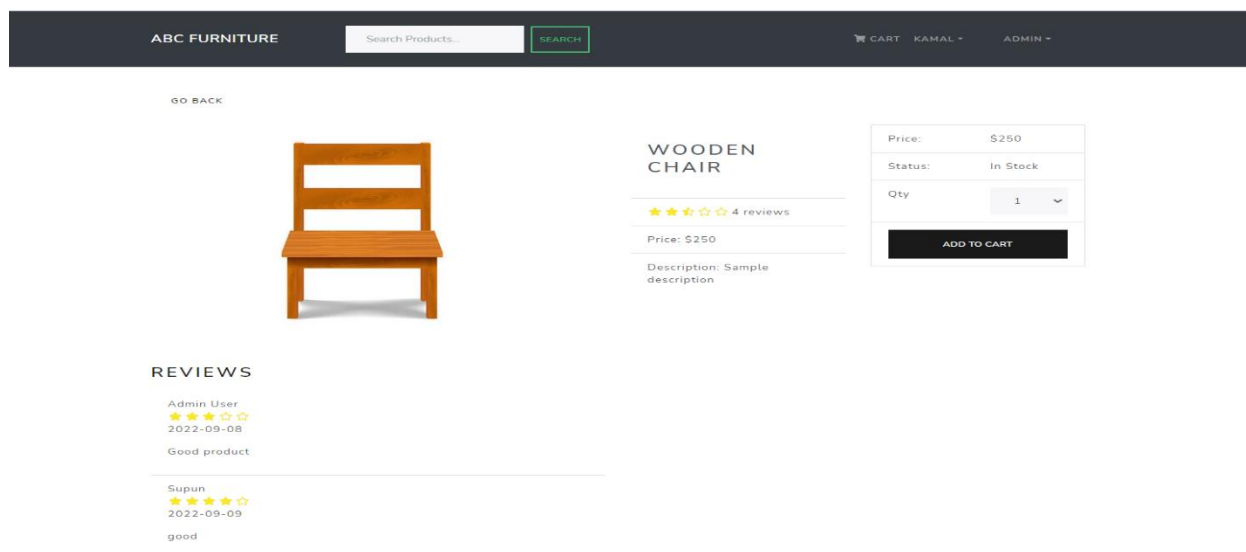 ABC FURNITURE
Search Products...
SEARCH
CART KAMAL ADMIN
GO BACK
WOODEN
CHAIR
4 reviews
Price: $250
Description: Sample
description
Price: $250
Status: In Stock
Qty 1
ADD TO CART
REVIEWS
Admin User
2022-09-08
Good product
Supun
2022-09-09
good